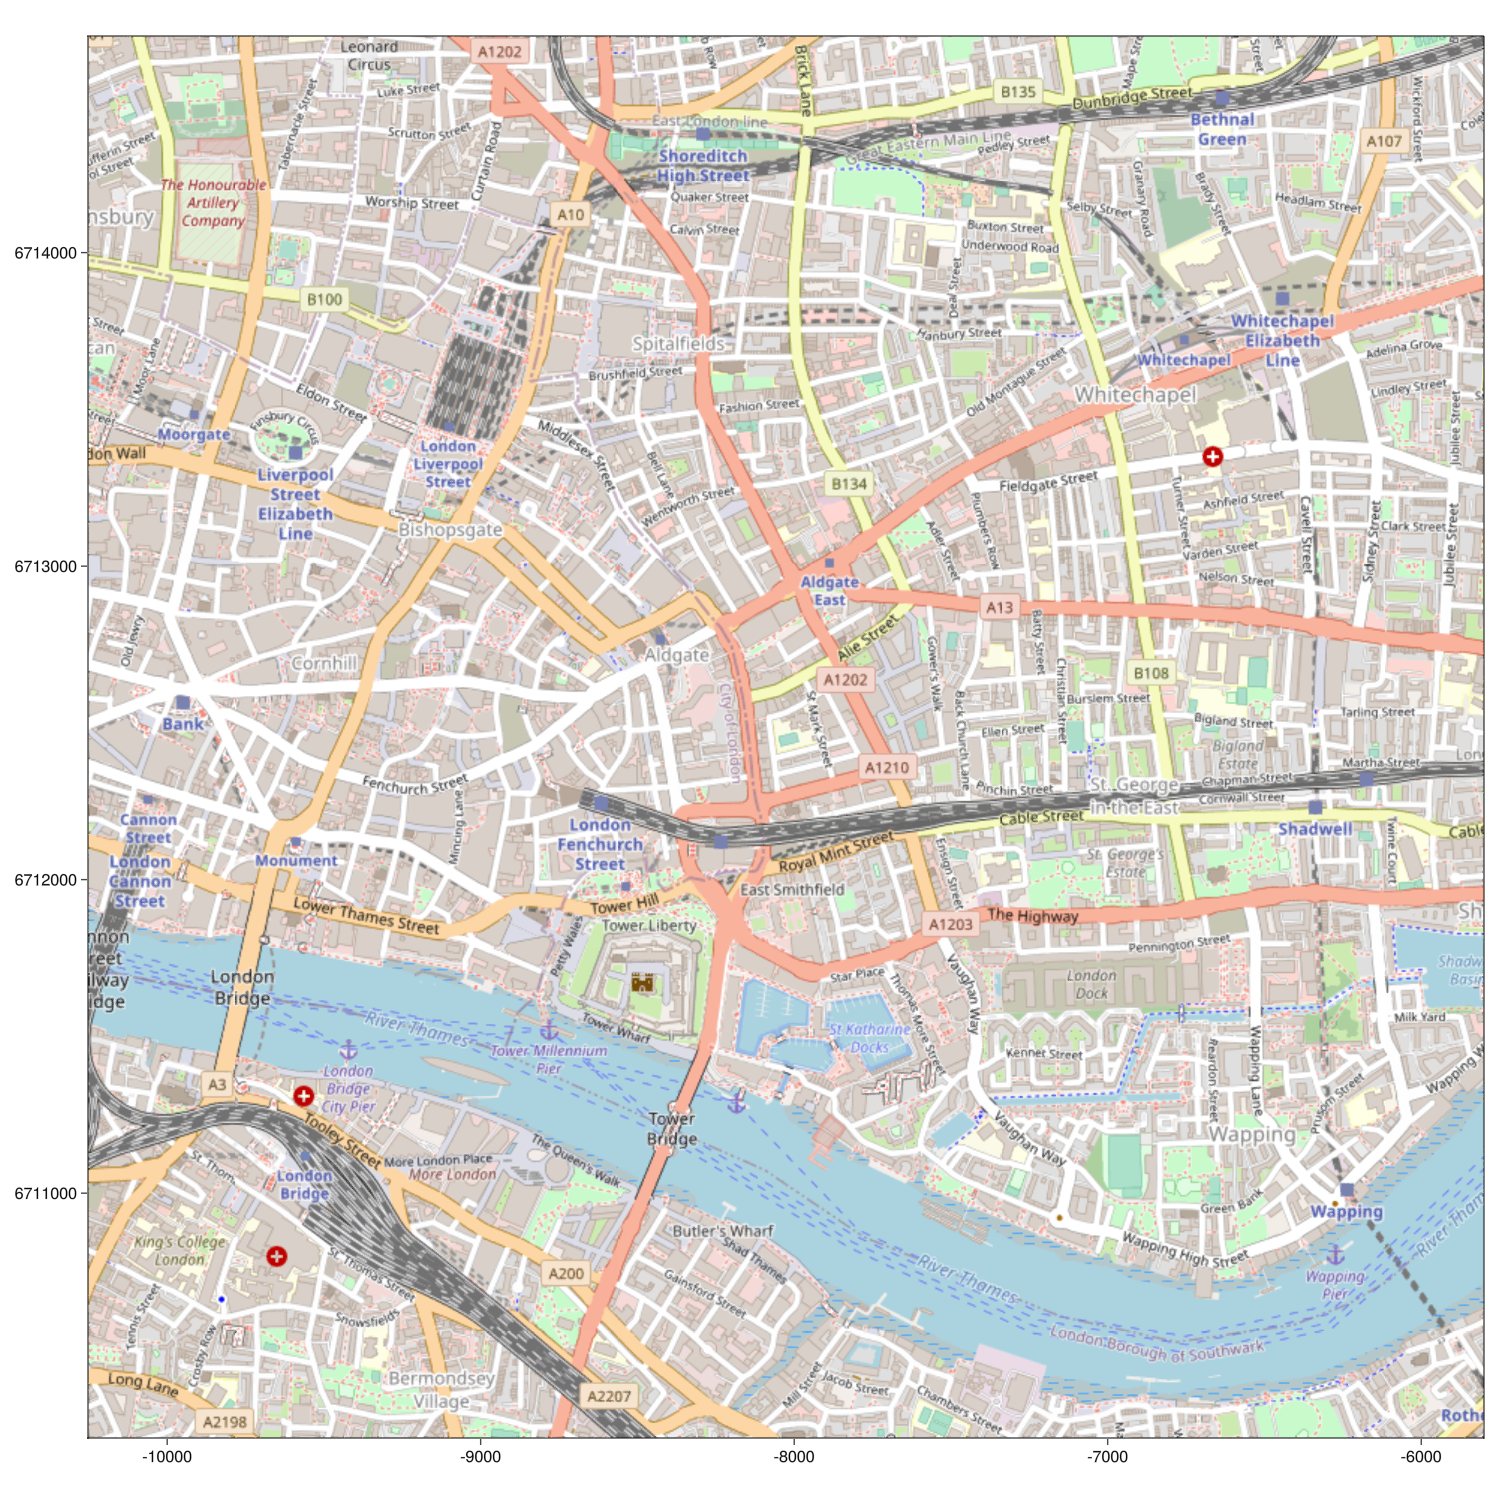 Leonard
Circus
A1202
Brick Lane
Mape Street
Luke Street
B135
Dunbridge Street
Wickford Street
Tabernacle Street
Scrutton Street
Curtain Road
East London line
Shoreditch
High Street
Great Eastern Main Line
Pedley Street
Bethnal
Green
A107
The Honourable
Artillery
Company
nsbury
Worship Street
A10
Quaker Street
Calvin Street
Selby Street
Granary Road
Brady Street
Headlam Street
Buxton Street
Underwood Road
6714000
B100
Deal Street
Hanbury Street
Spitalfields
Brushfield Street
Whitechapel
Elizabeth
Line
Whitechapel
Adelina Grove
Moor Lane
Eldon Street
Finsbury Circus
Moorgate
don Wall
Liverpool
Street
Elizabeth
Line
London
Liverpool
Street
Middlesex Street
Fashion Street
Old Montague Street
Whitechapel
Lindley Street
Jubilee Street
Bell Lane
Wentworth Street
B134
Fieldgate Street
Plumbers Row
Adler Street
Turner Street
Ashfield Street
Cavell Street
Sidney Street
Clark Street
Jubilee Street
Varden Street
Nelson Street
Bishopsgate
6713000
Aldgate
East
A13
Old Jewry
Cornhill
Aldgate
Alie Street
A1202
Gower's Walk
Batty Street
Christian Street
B108
Burslem Street
Bank
City of London
St. Mark Street
Back Church Lane
Ellen Street
Bigland Street
Tarling Street
Bigland
Estate
Fenchurch Street
A1210
Pinchin Street
St. George
in the East
Chapman Street
Cornwall Street
Martha Street
Cannon
Street
London
Cannon
Street
Monument
Mincing Lane
London
Fenchurch
Street
Royal Mint Street
Cable Street
Shadwell
Cable
St. George's
Estate
Twine Court
6712000
Lower Thames Street
Tower Hill
East Smithfield
Ensign Street
A1203
The Highway
Tower Liberty
Petty Wales
Pennington Street
London
Dock
nnon
reet
ilway
idge
London
Bridge
Star Place
Thomas More Street
Vaughan Way
River Thames
Tower Wharf
St Katharine
Docks
Milk Yard
London
Bridge
City Pier
Tower Millennium
Pier
Kennet Street
Reardon Street
Wapping Lane
Prusom Street
Wapping
A3
Tooley Street
Tower
Bridge
Vaughan Way
St. Thom
More London Place
More London
The Queen's Walk
London
Bridge
6711000
Green Bank
Wapping
Wapping High Street
Wapping
Pier
River Thames
King's College
London
St. Thomas Street
A200
Butler's Wharf
Shad Thames
Gainsford Street
Snowsfields
Tennis Street
Crosby Row
London Borough of Southwark
Bermondsey
Village
Long Lane
A2198
A2207
Mill Street
Jacob Street
Chambers Street
Rothe
-10000
-9000
-8000
-7000
-6000